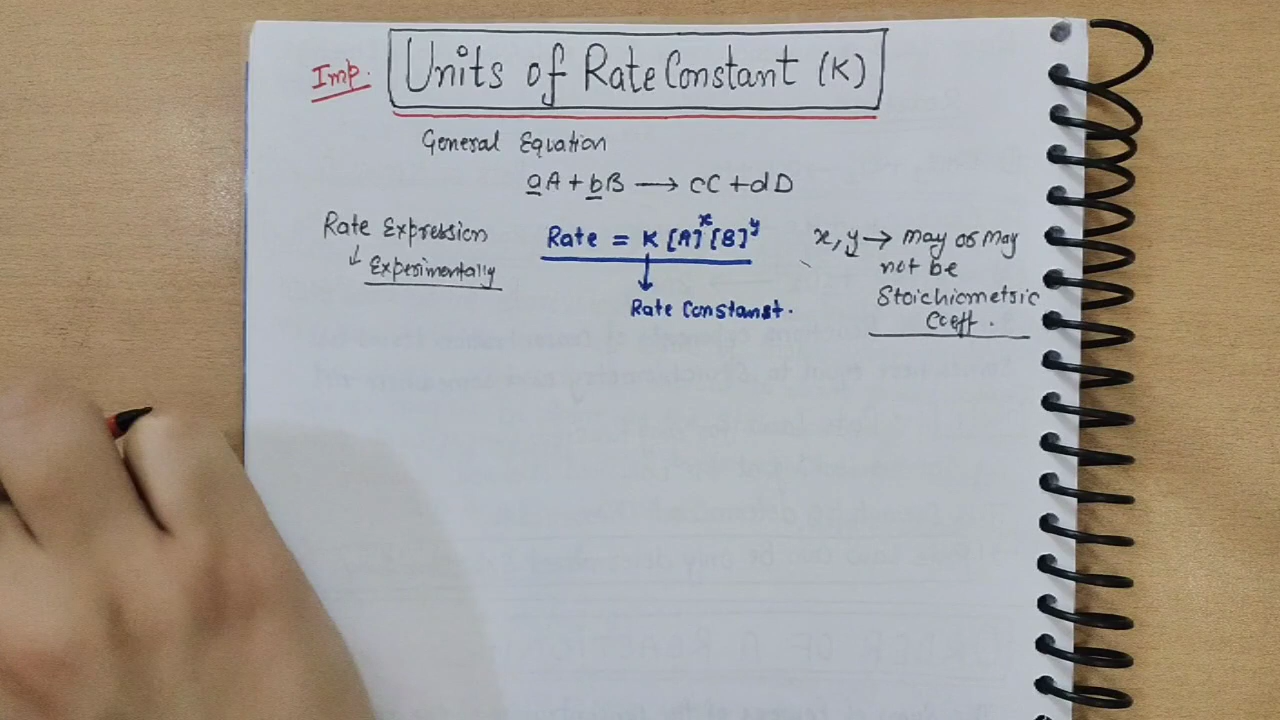 Imp. Units of Rate Constant (K)
General Equation
aA + bB → cC + dD
Rate Expression
↓ Experimentally
Rate = K [A]ˣ [B]ʸ
↓
Rate Constanst.
x, y → may or may
not be
Stoichiometric
Coeff.